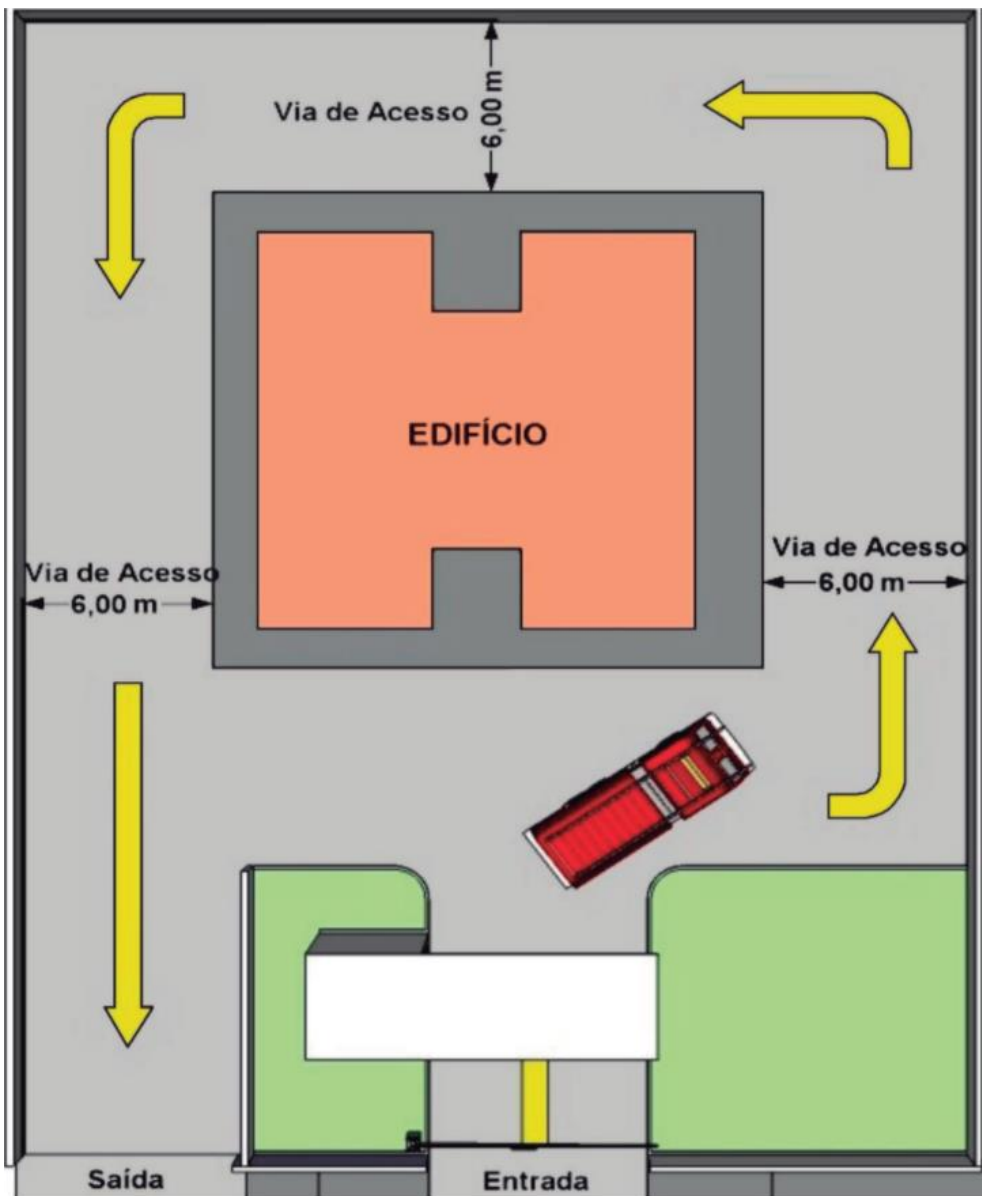 Via de Acesso
6,00 m
EDIFÍCIO
Via de Acesso
6,00 m
Via de Acesso
6,00 m
Saída
Entrada